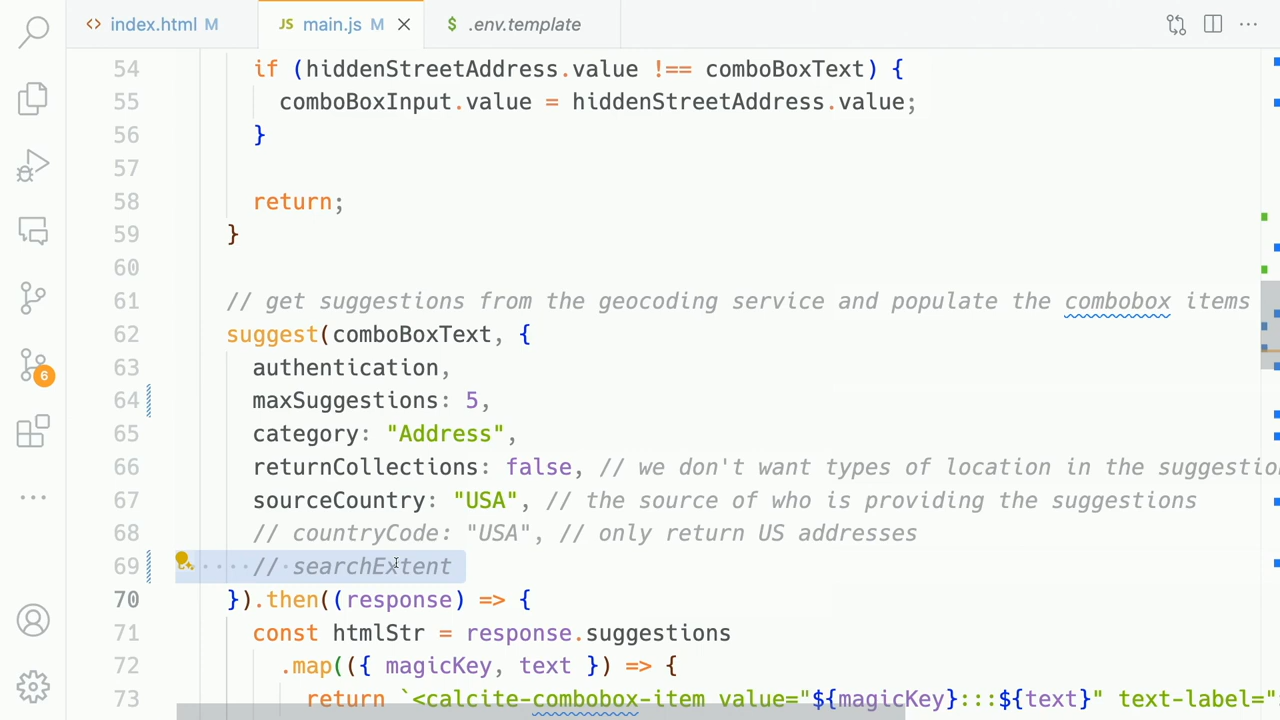 index.html M
JS main.js M
$ .env.template
54 if (hiddenStreetAddress.value !== comboBoxText) {
55 comboBoxInput.value = hiddenStreetAddress.value;
56 }
57
58 return;
59 }
60
61 // get suggestions from the geocoding service and populate the combobox items
62 suggest(comboBoxText, {
63 authentication,
64 maxSuggestions: 5,
65 category: "Address",
66 returnCollections: false, // we don't want types of location in the suggestio
67 sourceCountry: "USA", // the source of who is providing the suggestions
68 // countryCode: "USA", // only return US addresses
69 // searchExtent
70 }).then((response) => {
71 const htmlStr = response.suggestions
72 .map(({ magicKey, text }) => {
73 return `<calcite-combobox-item value="${magicKey}:::${text}" text-label="
6